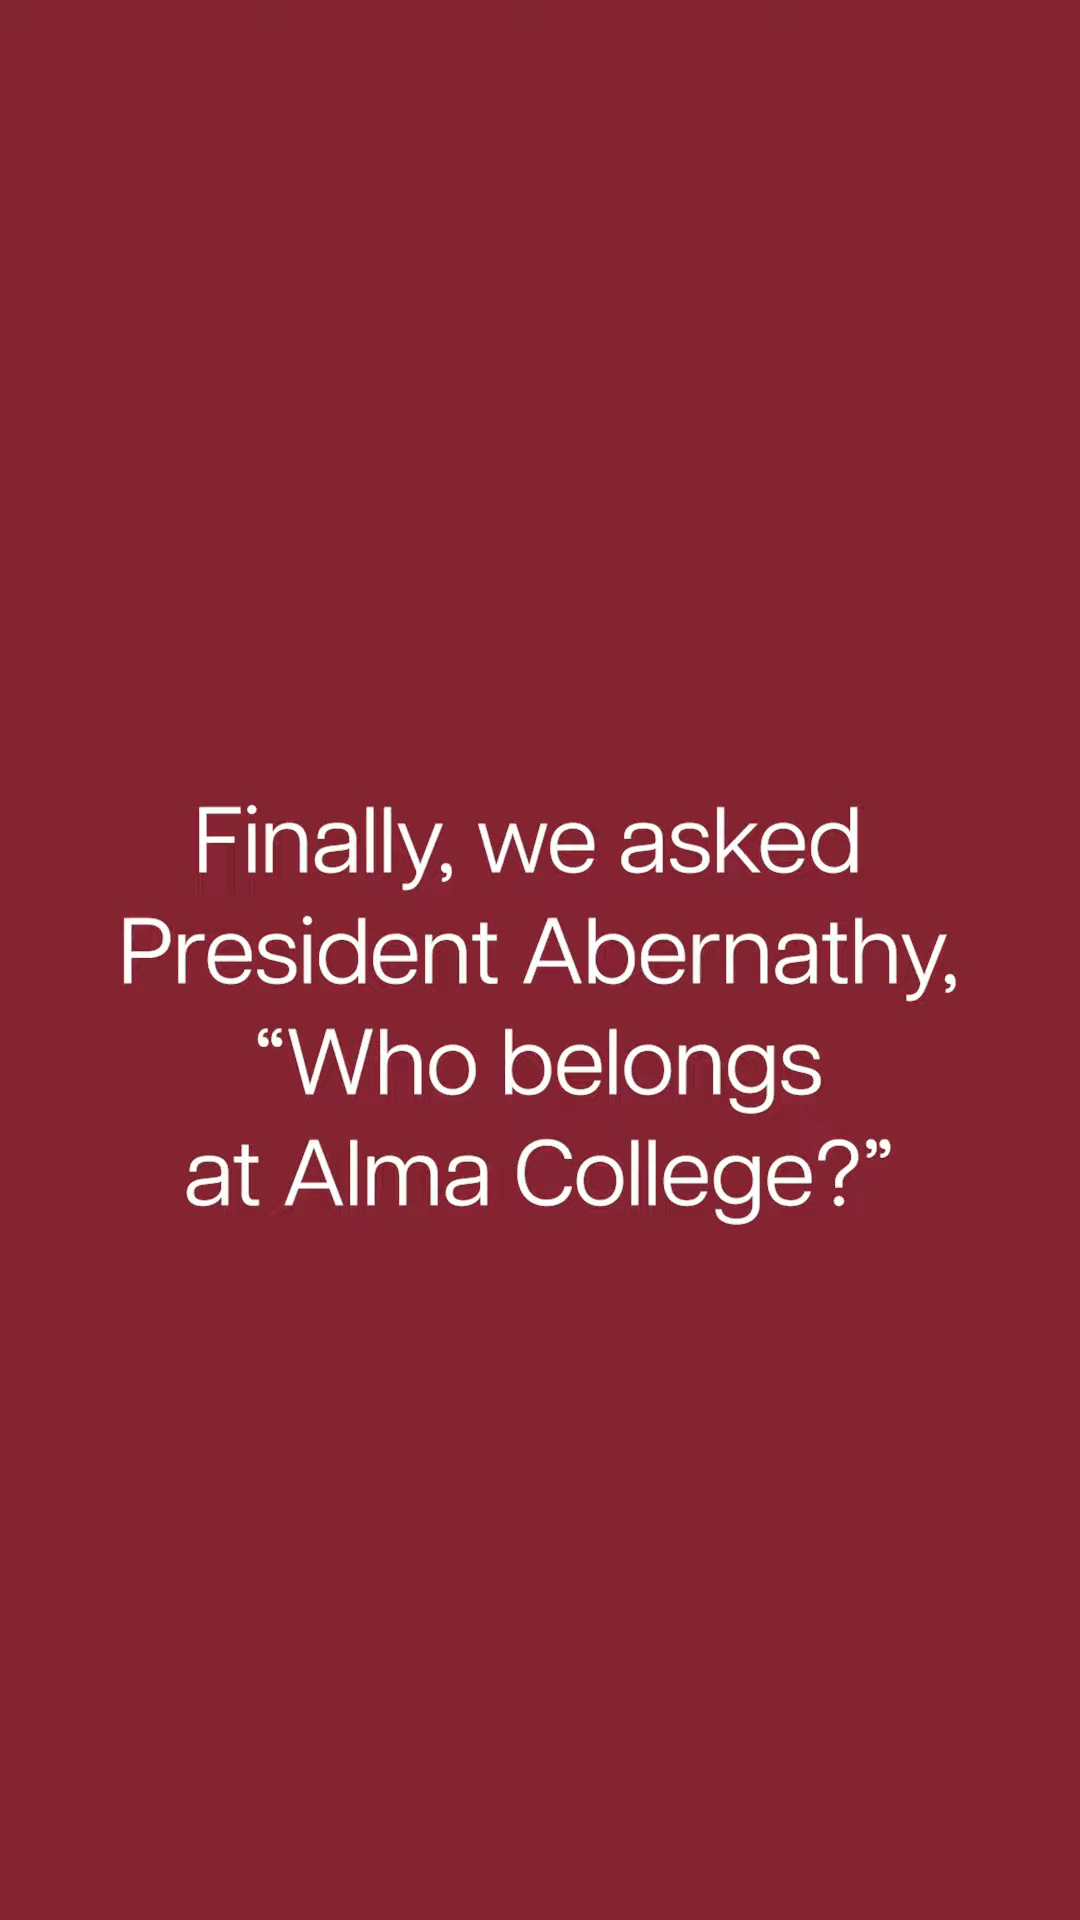 Finally, we asked
President Abernathy,
“Who belongs
at Alma College?”